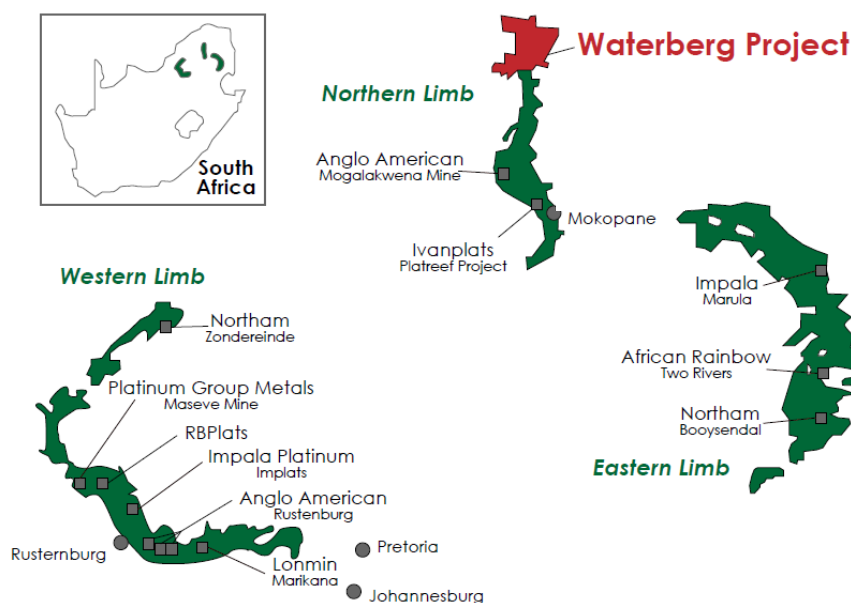 Waterberg Project
Northern Limb
South
Africa
Anglo American
Mogalakwena Mine
Mokopane
Ivanplats
Platreef Project
Western Limb
Impala
Marula
Northam
Zondereinde
African Rainbow
Two Rivers
Platinum Group Metals
Maseve Mine
Northam
Booysendal
RBPlats
Impala Platinum
Implats
Eastern Limb
Anglo American
Rustenburg
Rusternburg
Pretoria
Lonmin
Marikana
Johannesburg